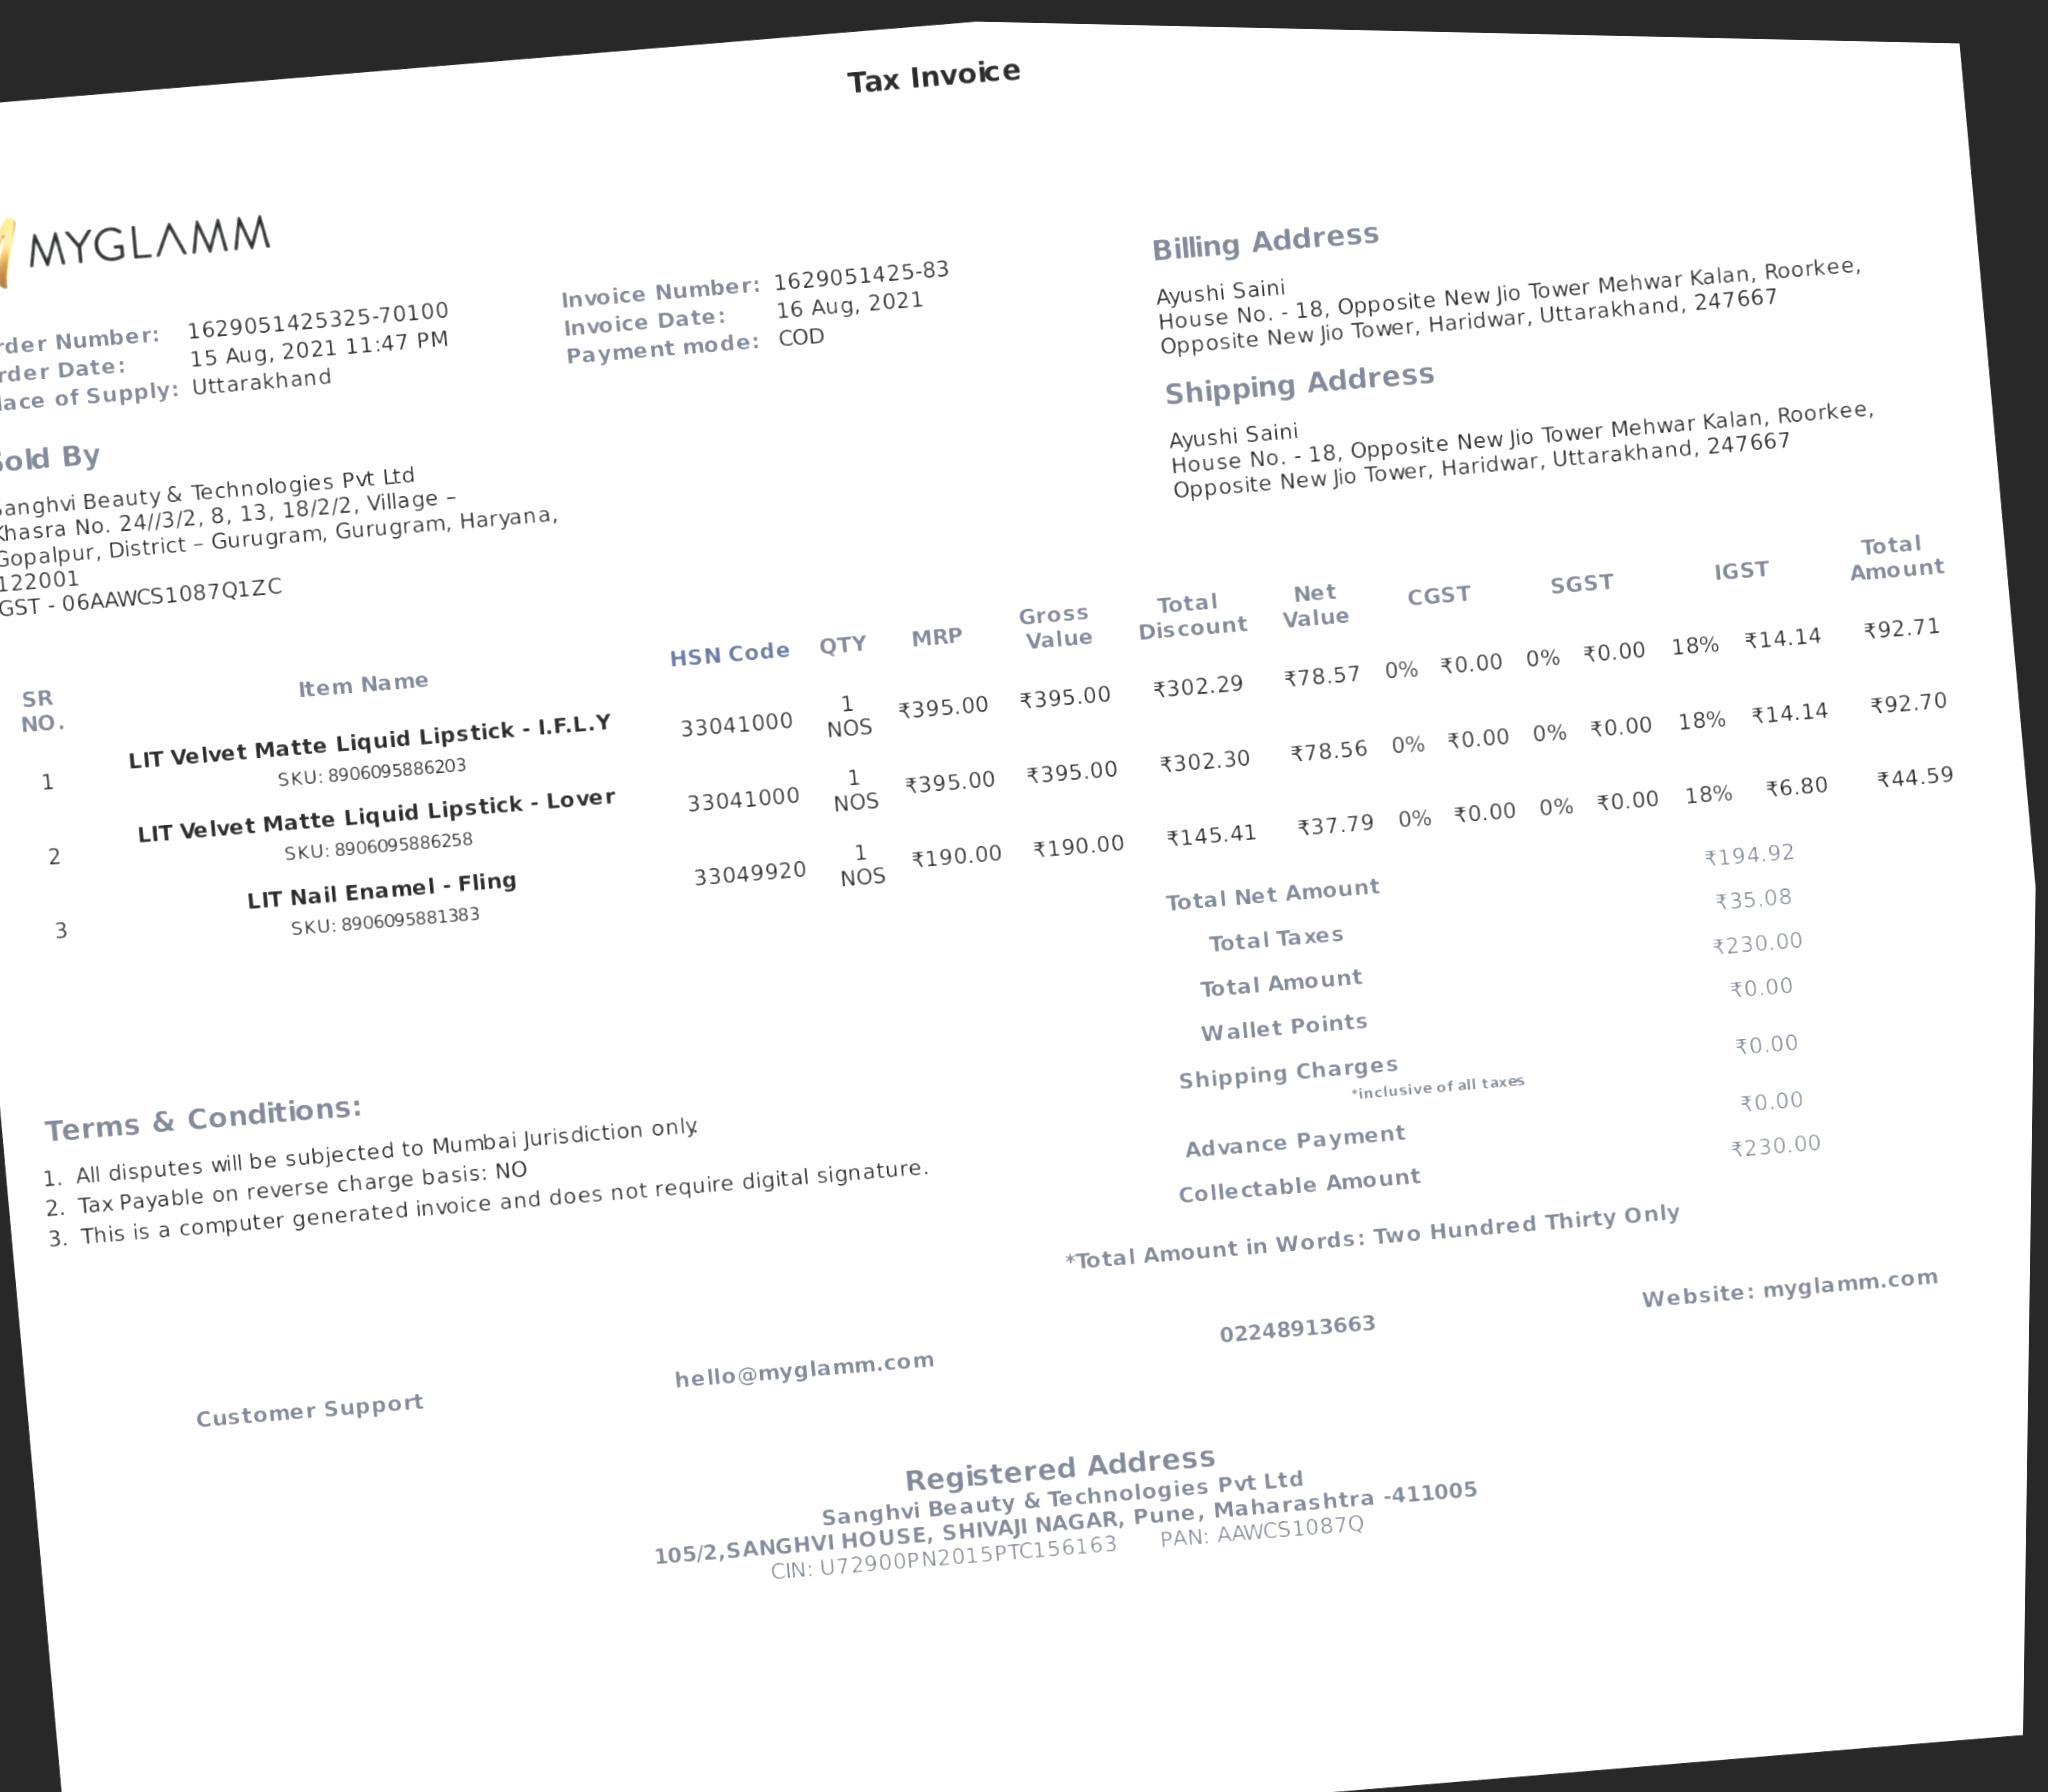 Tax Invoice
MYGLAMM
rder Number: 1629051425325-70100
rder Date: 15 Aug, 2021 11:47 PM
lace of Supply: Uttarakhand
Invoice Number: 1629051425-83
Invoice Date: 16 Aug, 2021
Payment mode: COD
Billing Address
Ayushi Saini
House No. - 18, Opposite New Jio Tower Mehwar Kalan, Roorkee,
Opposite New Jio Tower, Haridwar, Uttarakhand, 247667
Shipping Address
Ayushi Saini
House No. - 18, Opposite New Jio Tower Mehwar Kalan, Roorkee,
Opposite New Jio Tower, Haridwar, Uttarakhand, 247667
Sold By
Sanghvi Beauty & Technologies Pvt Ltd
Khasra No. 24//3/2, 8, 13, 18/2/2, Village –
Gopalpur, District – Gurugram, Gurugram, Haryana,
122001
GST - 06AAWCS1087Q1ZC
SR NO. Item Name HSN Code QTY MRP Gross Value Total Discount Net Value CGST SGST IGST Total Amount
1 LIT Velvet Matte Liquid Lipstick - I.F.L.Y 33041000 1 NOS ₹395.00 ₹395.00 ₹302.29 ₹78.57 0% ₹0.00 0% ₹0.00 18% ₹14.14 ₹92.71
SKU: 8906095886203
2 LIT Velvet Matte Liquid Lipstick - Lover 33041000 1 NOS ₹395.00 ₹395.00 ₹302.30 ₹78.56 0% ₹0.00 0% ₹0.00 18% ₹14.14 ₹92.70
SKU: 8906095886258
3 LIT Nail Enamel - Fling 33049920 1 NOS ₹190.00 ₹190.00 ₹145.41 ₹37.79 0% ₹0.00 0% ₹0.00 18% ₹6.80 ₹44.59
SKU: 8906095881383
Total Net Amount ₹194.92
Total Taxes ₹35.08
Total Amount ₹230.00
Wallet Points ₹0.00
Shipping Charges ₹0.00
*inclusive of all taxes
Advance Payment ₹0.00
Collectable Amount ₹230.00
*Total Amount in Words: Two Hundred Thirty Only
Terms & Conditions:
1. All disputes will be subjected to Mumbai Jurisdiction only.
2. Tax Payable on reverse charge basis: NO
3. This is a computer generated invoice and does not require digital signature.
Customer Support hello@myglamm.com 02248913663 Website: myglamm.com
Registered Address
Sanghvi Beauty & Technologies Pvt Ltd
105/2,SANGHVI HOUSE, SHIVAJI NAGAR, Pune, Maharashtra -411005
CIN: U72900PN2015PTC156163 PAN: AAWCS1087Q